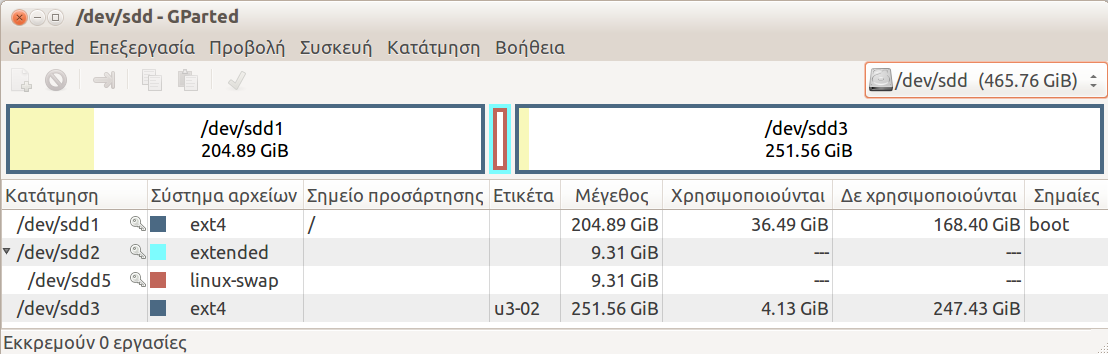 /dev/sdd - GParted
GParted Επεξεργασία Προβολή Συσκευή Κατάτμηση Βοήθεια
/dev/sdd (465.76 GiB)
/dev/sdd1 /dev/sdd3
204.89 GiB 251.56 GiB
Κατάτμηση Σύστημα αρχείων Σημείο προσάρτησης Ετικέτα Μέγεθος Χρησιμοποιούνται Δε χρησιμοποιούνται Σημαίες
/dev/sdd1 ext4 / 204.89 GiB 36.49 GiB 168.40 GiB boot
/dev/sdd2 extended 9.31 GiB --- ---
/dev/sdd5 linux-swap 9.31 GiB --- ---
/dev/sdd3 ext4 u3-02 251.56 GiB 4.13 GiB 247.43 GiB
Εκκρεμούν 0 εργασίες